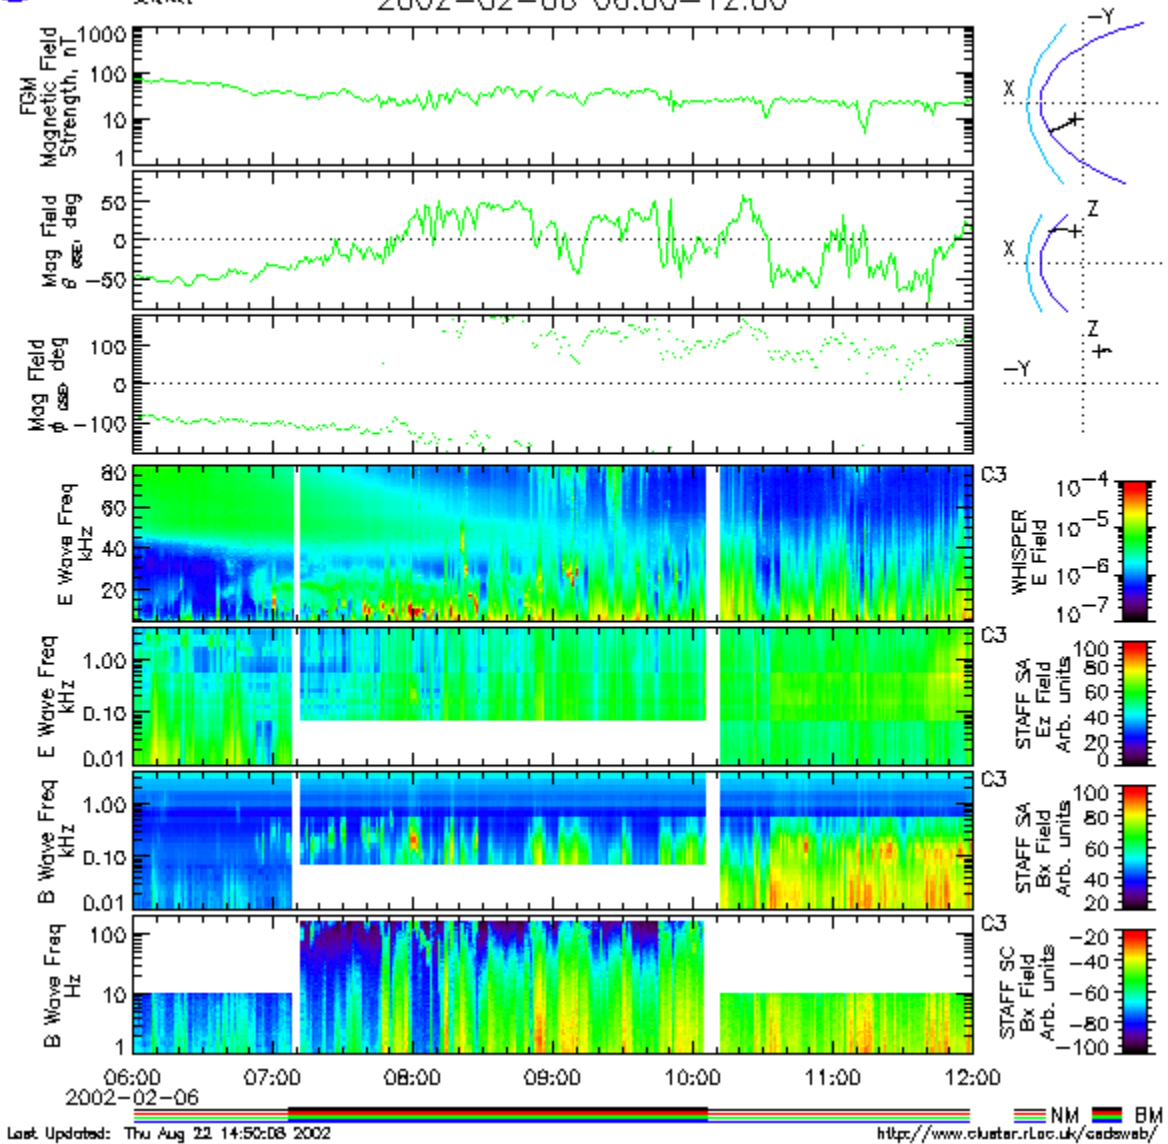 2002-02-06 06:00-12:00
FGM
Magnetic Field
Strength, nT
1000
100
10
1
Mag Field
θ GSE, deg
50
0
-50
Mag Field
φ GSE, deg
100
0
-100
E Wave Freq
kHz
80
60
40
20
C3
WHISPER
E Field
10-4
10-5
10-6
10-7
E Wave Freq
kHz
1.00
0.10
0.01
C3
STAFF SA
Ez Field
Arb. units
100
80
60
40
20
0
B Wave Freq
kHz
1.00
0.10
0.01
C3
STAFF SA
Bx Field
Arb. units
100
80
60
40
20
B Wave Freq
Hz
100
10
1
C3
STAFF SC
Bx Field
Arb. units
-20
-40
-60
-80
-100
-Y
X
Z
X
Z
-Y
06:00 07:00 08:00 09:00 10:00 11:00 12:00
2002-02-06
NM BM
Last Updated: Thu Aug 22 14:50:08 2002
http://www.cluster.rl.ac.uk/csdsweb/